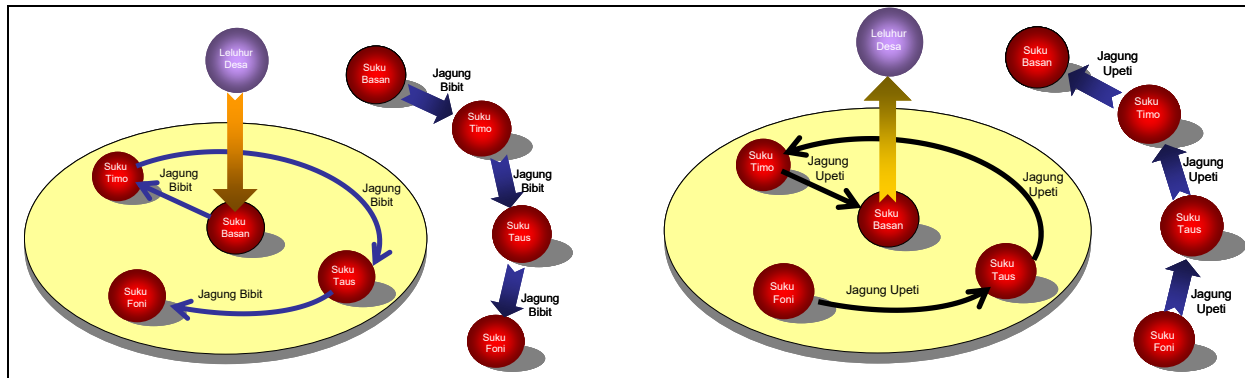 Leluhur
Desa
Suku
Timo
Jagung
Bibit
Jagung
Bibit
Suku
Basan
Suku
Taus
Suku
Foni
Jagung Bibit
Suku
Basan
Jagung
Bibit
Suku
Timo
Jagung
Bibit
Suku
Taus
Jagung
Bibit
Suku
Foni
Leluhur
Desa
Suku
Timo
Jagung
Upeti
Jagung
Upeti
Suku
Basan
Suku
Taus
Suku
Foni
Jagung Upeti
Suku
Basan
Jagung
Upeti
Suku
Timo
Jagung
Upeti
Suku
Taus
Jagung
Upeti
Suku
Foni